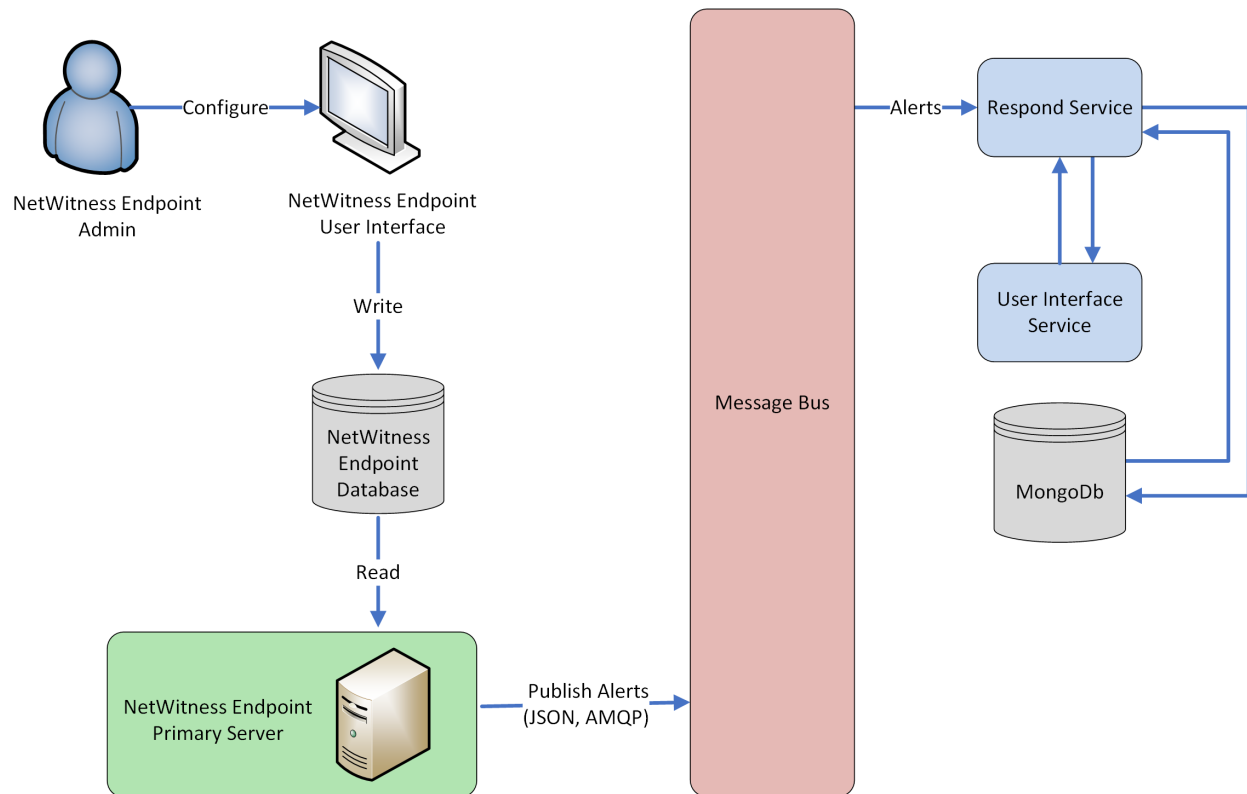 Configure
NetWitness Endpoint
Admin
NetWitness Endpoint
User Interface
Write
NetWitness
Endpoint
Database
Read
NetWitness Endpoint
Primary Server
Publish Alerts
(JSON, AMQP)
Message Bus
Alerts
Respond Service
User Interface
Service
MongoDb